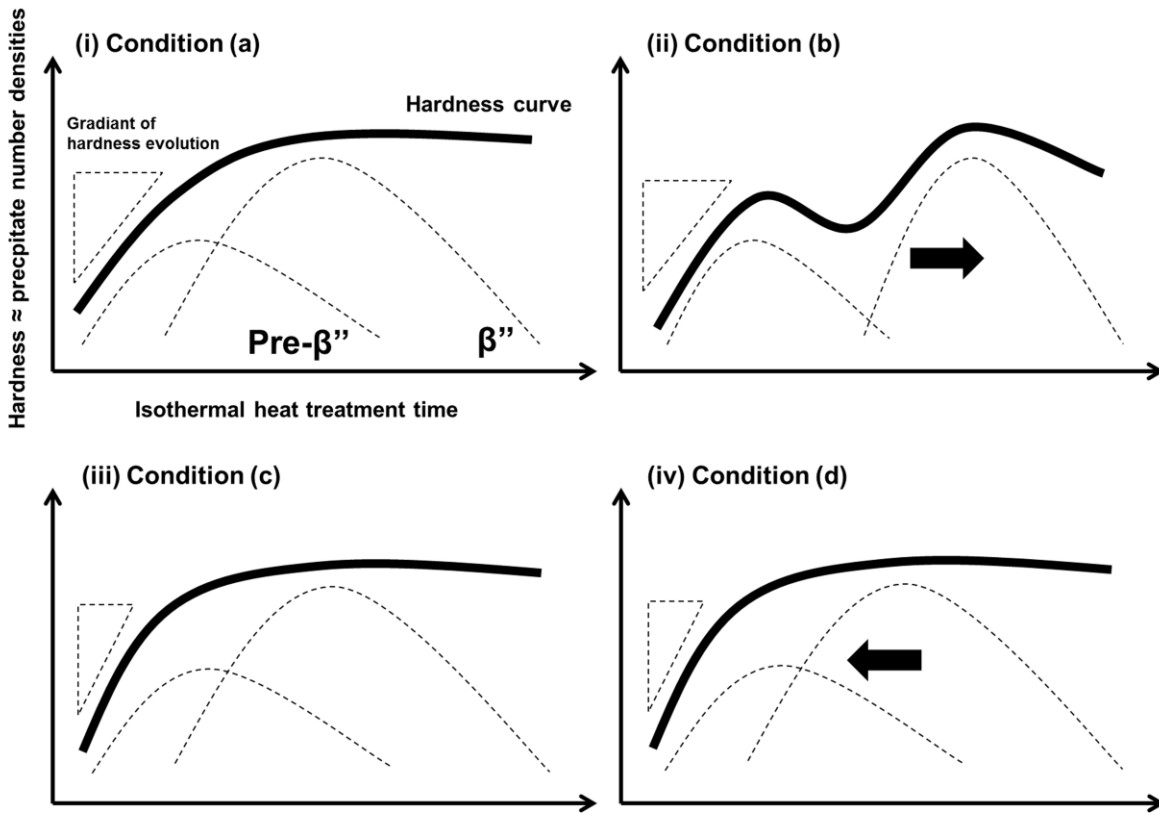 (i) Condition (a)
Hardness curve
Gradiant of
hardness evolution
Pre-β”
β”
Hardness ≈ precpitate number densities
Isothermal heat treatment time
(ii) Condition (b)
(iii) Condition (c)
(iv) Condition (d)